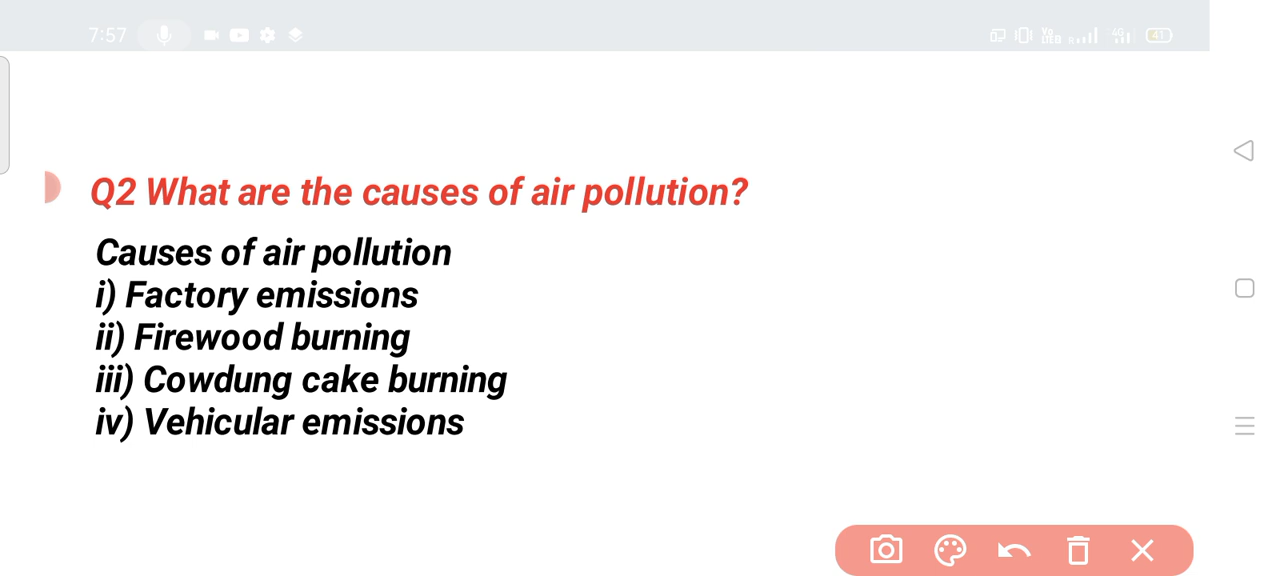 7:57
41
Q2 What are the causes of air pollution?
Causes of air pollution
i) Factory emissions
ii) Firewood burning
iii) Cowdung cake burning
iv) Vehicular emissions